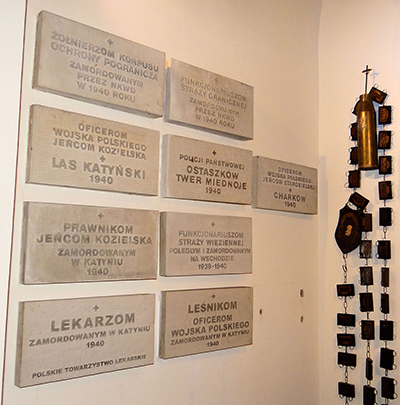 ŻOŁNIERZOM KORPUSU
OCHRONY POGRANICZA
ZAMORDOWANYM
PRZEZ NKWD
W 1940 ROKU
FUNKCJONARIUSZOM
STRAŻY GRANICZNEJ
ZAMORDOWANYM
PRZEZ NKWD
W 1940 ROKU
OFICEROM
WOJSKA POLSKIEGO
JEŃCOM KOZIELSKA
LAS KATYŃSKI
1940
POLICJI PAŃSTWOWEJ
OSTASZKÓW
TWER MIEDNOJE
1940
OFICEROM
WOJSKA POLSKIEGO
JEŃCOM STAROBIELSKA
CHARKÓW
1940
PRAWNIKOM
JEŃCOM KOZIELSKA
ZAMORDOWANYM
W KATYNIU
1940
FUNKCJONARIUSZOM
STRAŻY WIĘZIENNEJ
POLEGŁYM I ZAMORDOWANYM
NA WSCHODZIE
1939-1940
LEKARZOM
ZAMORDOWANYM W KATYNIU
1940
POLSKIE TOWARZYSTWO LEKARSKIE
LEŚNIKOM
OFICEROM
WOJSKA POLSKIEGO
ZAMORDOWANYM W KATYNIU
1940